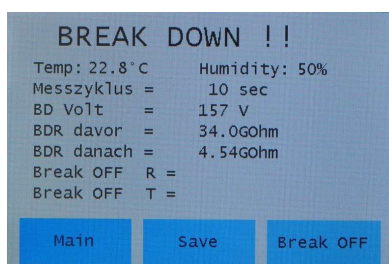 BREAK DOWN !!
Temp: 22.8°C Humidity: 50%
Messzyklus = 10 sec
BD Volt = 157 V
BDR davor = 34.0GOhm
BDR danach = 4.54GOhm
Break OFF R =
Break OFF T =
Main Save Break OFF